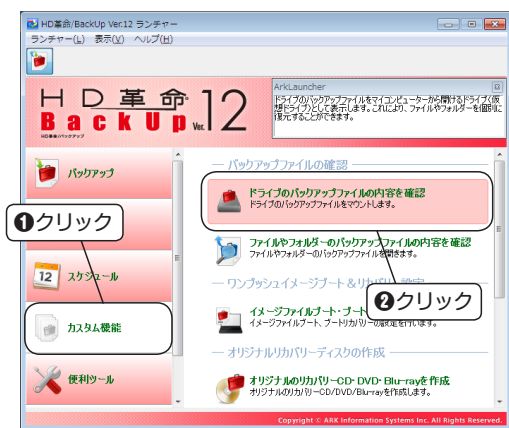 HD革命/BackUp Ver.12 ランチャー
ランチャー(L) 表示(V) ヘルプ(H)
ArkLauncher
ドライブのバックアップファイルをマイコンピューターから開けるドライブ(仮
想ドライブ)として表示します。これにより、ファイルやフォルダーを個別に
復元することができます。
HD革命
BackUp Ver.12
HD革命/バックアップ
バックアップ
❶クリック
12 スケジュール
カスタム機能
便利ツール
バックアップファイルの確認
ドライブのバックアップファイルの内容を確認
ドライブのバックアップファイルをマウントします。
ファイルやフォルダーのバックアップファイルの内容を確認
ファイルやフォルダーのバックアップファイルを開きます。
ワンプッシュイメージブート&リカバリー設定
❷クリック
イメージファイルブート・ブート
イメージファイルブート、ブートリカバリーの設定を行います。
オリジナルリカバリーディスクの作成
オリジナルのリカバリーCD・DVD・Blu-rayを作成
オリジナルのリカバリーCD/DVD/Blu-rayを作成します。
Copyright © ARK Information Systems Inc. All Rights Reserved.